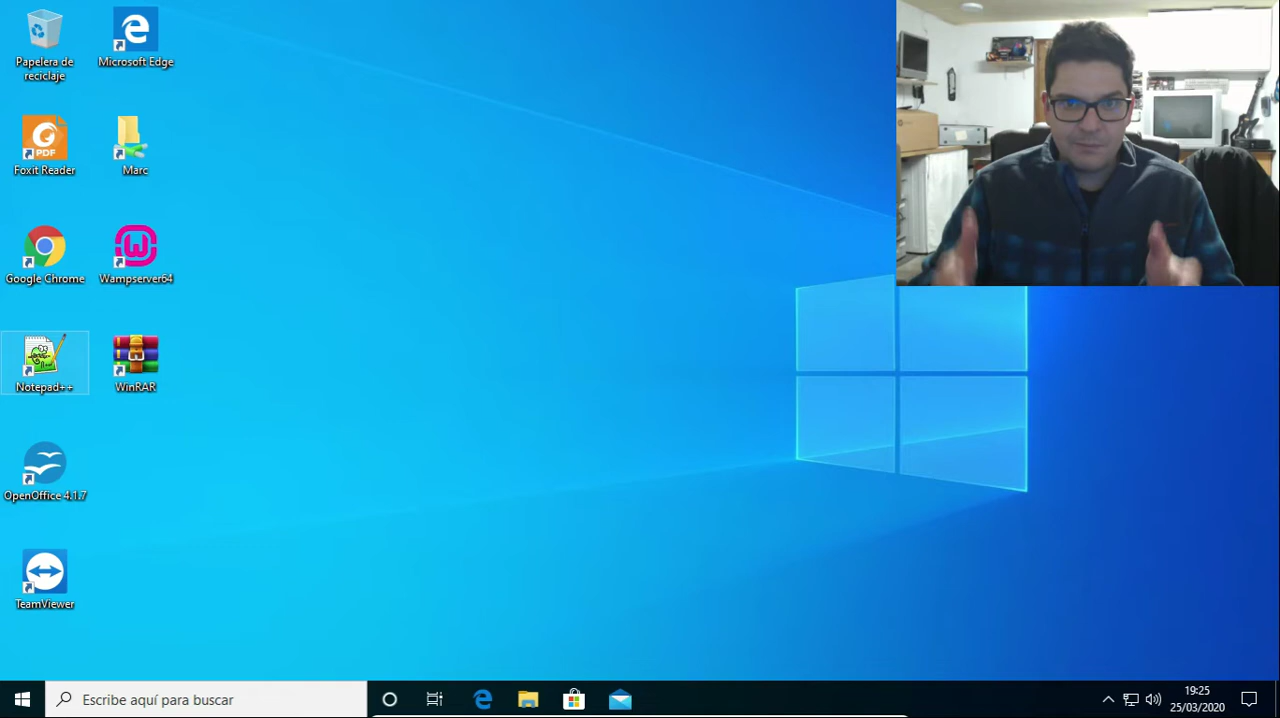 Papelera de
reciclaje
Microsoft Edge
PDF
Foxit Reader
Marc
Google Chrome
Wampserver64
Notepad++
WinRAR
OpenOffice 4.1.7
TeamViewer
Escribe aquí para buscar
19:25
25/03/2020